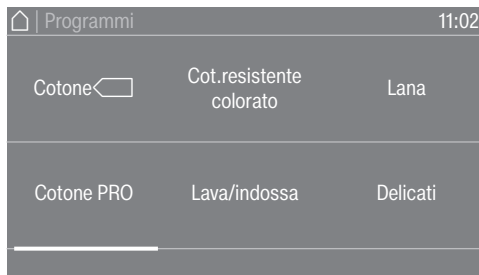 | Programmi
11:02
Cotone
Cot.resistente
colorato
Lana
Cotone PRO
Lava/indossa
Delicati